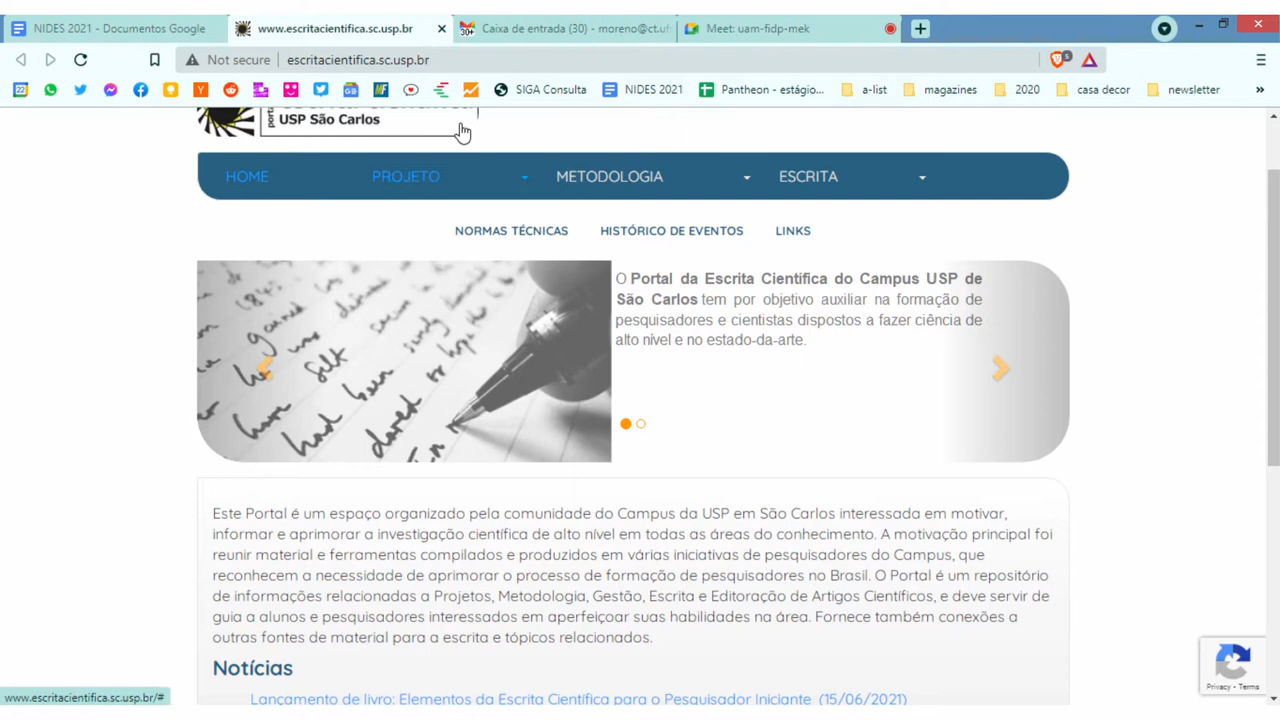 NIDES 2021 - Documentos Google
www.escritacientifica.sc.usp.br
Caixa de entrada (30) - moreno@ct.uf
Meet: uam-fidp-mek
Not secure
escritacientifica.sc.usp.br
SIGA Consulta
NIDES 2021
Pantheon - estágio...
a-list
magazines
2020
casa decor
newsletter
USP São Carlos
HOME
PROJETO
METODOLOGIA
ESCRITA
NORMAS TÉCNICAS
HISTÓRICO DE EVENTOS
LINKS
O Portal da Escrita Científica do Campus USP de
São Carlos tem por objetivo auxiliar na formação de
pesquisadores e cientistas dispostos a fazer ciência de
alto nível e no estado-da-arte.
Este Portal é um espaço organizado pela comunidade do Campus da USP em São Carlos interessada em motivar,
informar e aprimorar a investigação científica de alto nível em todas as áreas do conhecimento. A motivação principal foi
reunir material e ferramentas compilados e produzidos em várias iniciativas de pesquisadores do Campus, que
reconhecem a necessidade de aprimorar o processo de formação de pesquisadores no Brasil. O Portal é um repositório
de informações relacionadas a Projetos, Metodologia, Gestão, Escrita e Editoração de Artigos Científicos, e deve servir de
guia a alunos e pesquisadores interessados em aperfeiçoar suas habilidades na área. Fornece também conexões a
outras fontes de material para a escrita e tópicos relacionados.
Notícias
Lançamento de livro: Elementos da Escrita Científica para o Pesquisador Iniciante (15/06/2021)
Privacy - Terms
www.escritacientifica.sc.usp.br/#